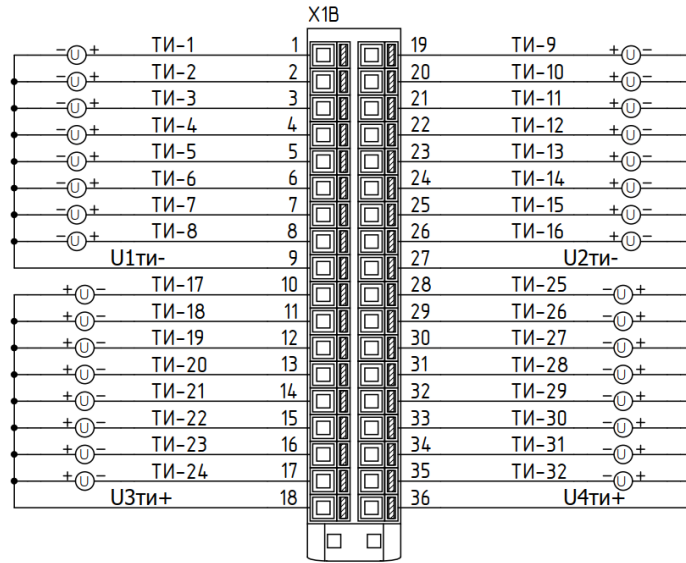 X1B
- U + ТИ-1 1 19 ТИ-9 + U -
- U + ТИ-2 2 20 ТИ-10 + U -
- U + ТИ-3 3 21 ТИ-11 + U -
- U + ТИ-4 4 22 ТИ-12 + U -
- U + ТИ-5 5 23 ТИ-13 + U -
- U + ТИ-6 6 24 ТИ-14 + U -
- U + ТИ-7 7 25 ТИ-15 + U -
- U + ТИ-8 8 26 ТИ-16 + U -
U1ти- 9 27 U2ти-
+ U - ТИ-17 10 28 ТИ-25 - U +
+ U - ТИ-18 11 29 ТИ-26 - U +
+ U - ТИ-19 12 30 ТИ-27 - U +
+ U - ТИ-20 13 31 ТИ-28 - U +
+ U - ТИ-21 14 32 ТИ-29 - U +
+ U - ТИ-22 15 33 ТИ-30 - U +
+ U - ТИ-23 16 34 ТИ-31 - U +
+ U - ТИ-24 17 35 ТИ-32 - U +
U3ти+ 18 36 U4ти+